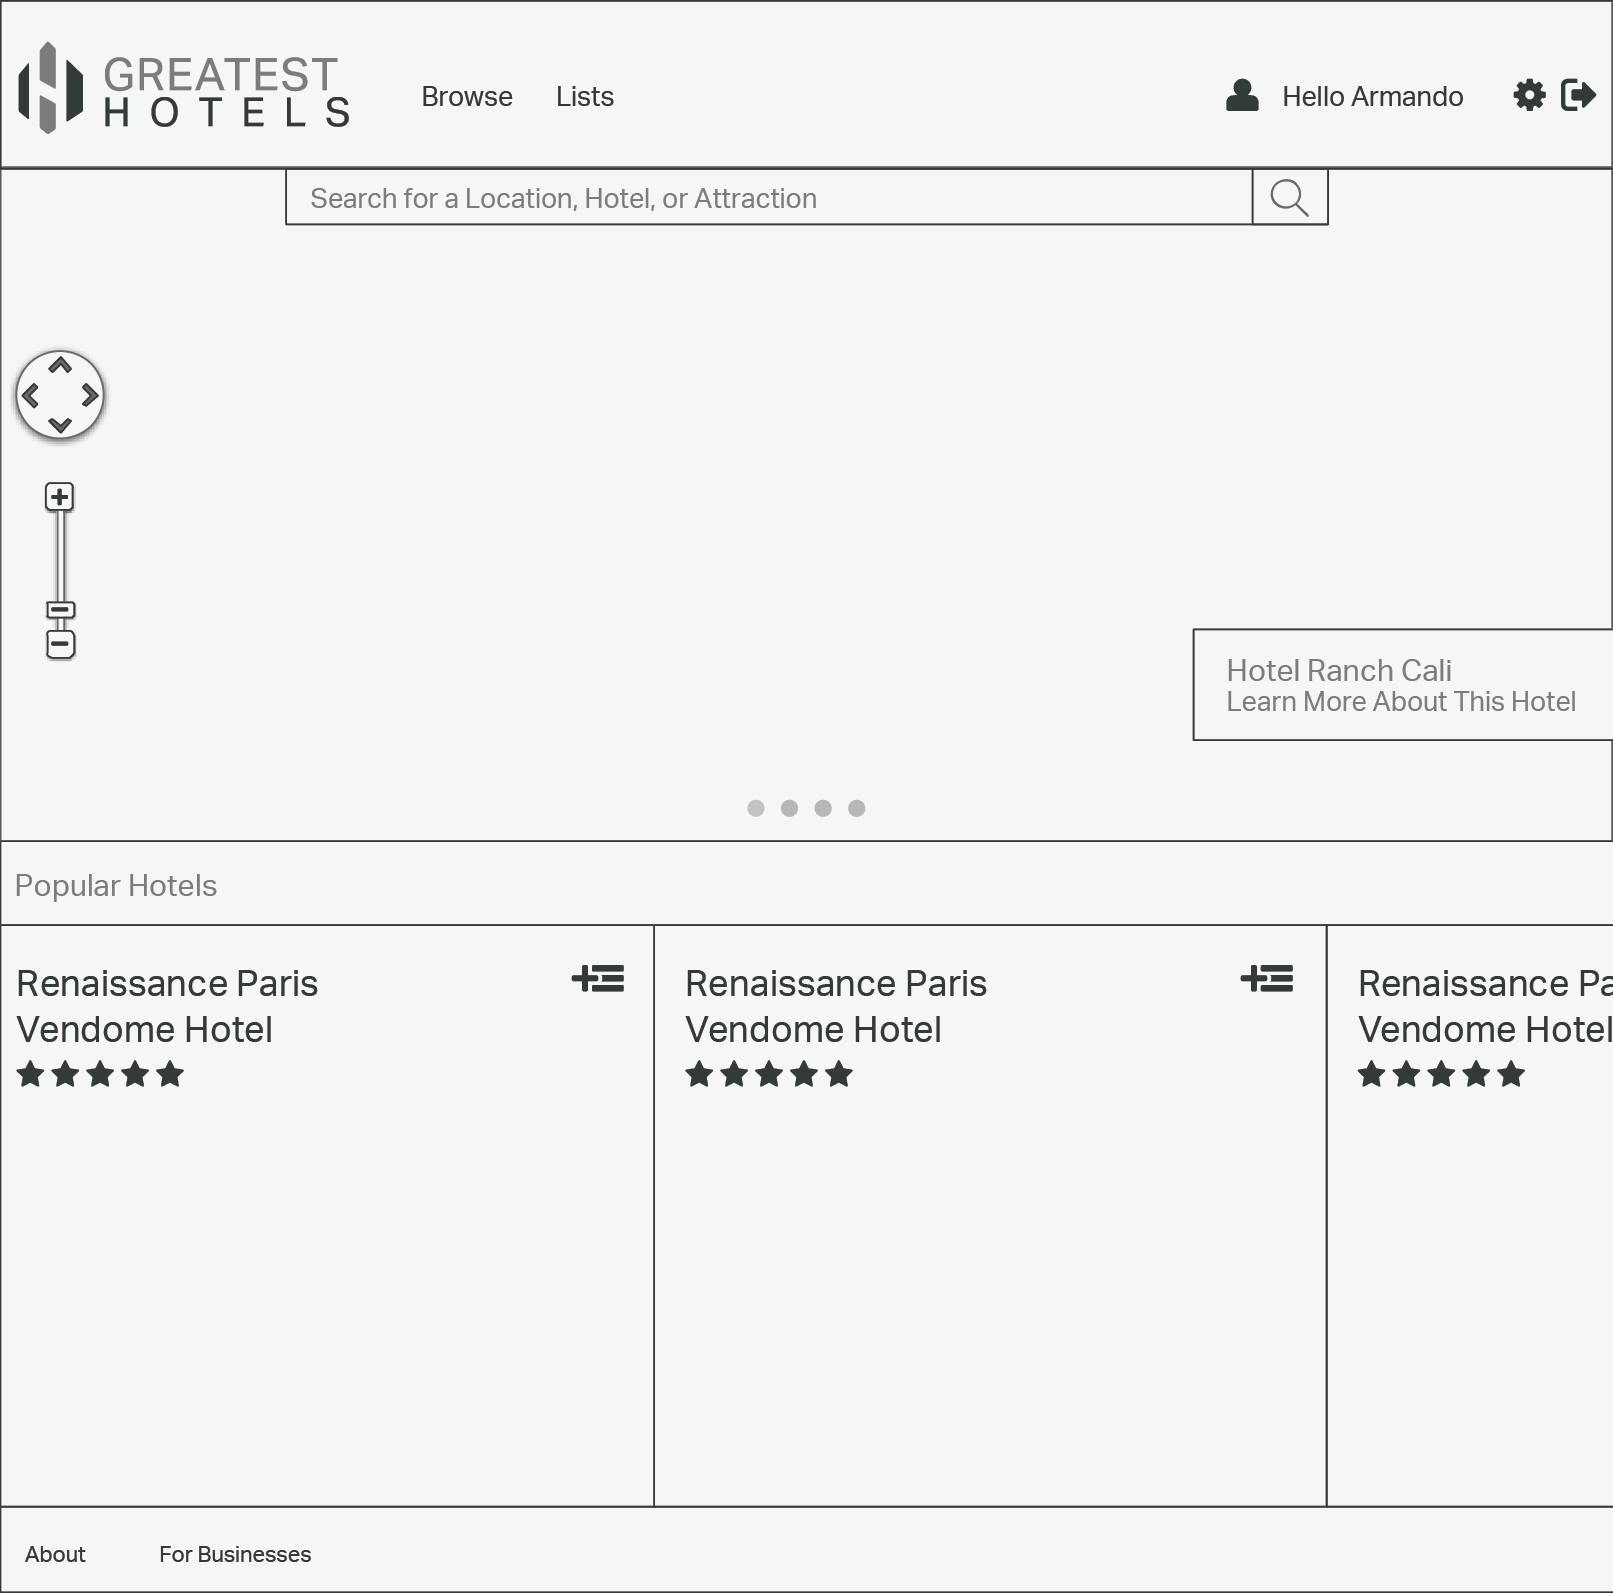 GREATEST
HOTELS
Browse
Lists
Hello Armando
Search for a Location, Hotel, or Attraction
Hotel Ranch Cali
Learn More About This Hotel
Popular Hotels
Renaissance Paris
Vendome Hotel
Renaissance Paris
Vendome Hotel
Renaissance Pa
Vendome Hotel
About
For Businesses